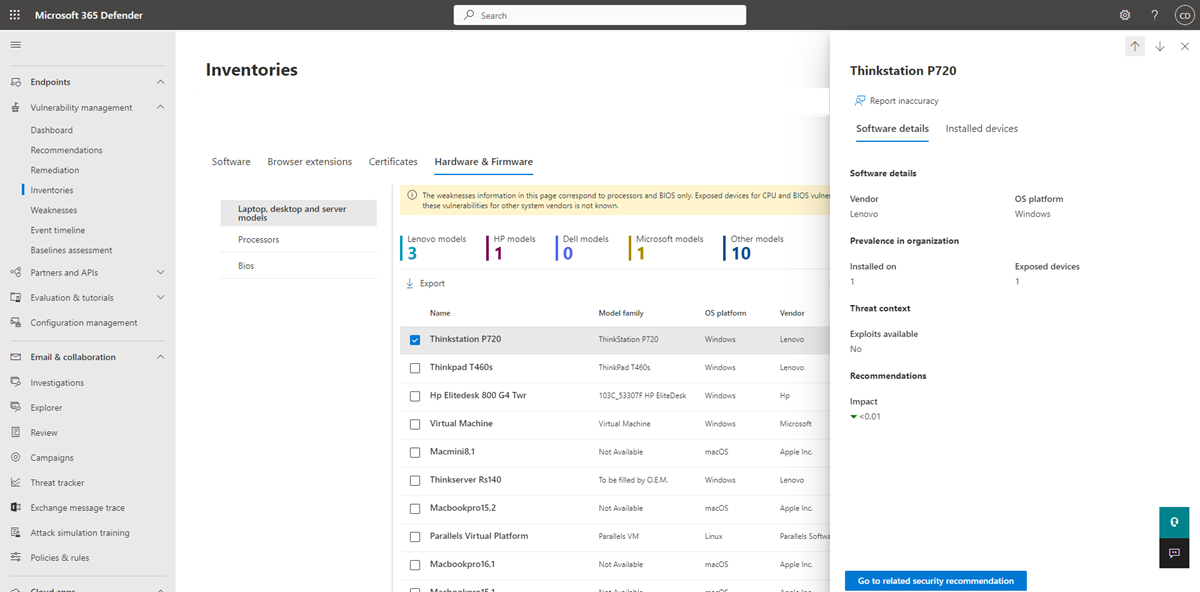 Microsoft 365 Defender
Search
CD
Endpoints
Vulnerability management
Dashboard
Recommendations
Remediation
Inventories
Weaknesses
Event timeline
Baselines assessment
Partners and APIs
Evaluation & tutorials
Configuration management
Email & collaboration
Investigations
Explorer
Review
Campaigns
Threat tracker
Exchange message trace
Attack simulation training
Policies & rules
Cloud apps
Inventories
Software Browser extensions Certificates Hardware & Firmware
Laptop, desktop and server
models
Processors
Bios
The weaknesses information in this page correspond to processors and BIOS only. Exposed devices for CPU and BIOS vulner
these vulnerabilities for other system vendors is not known.
Lenovo models HP models Dell models Microsoft models Other models
3 1 0 1 10
Export
Name Model family OS platform Vendor
Thinkstation P720 ThinkStation P720 Windows Lenovo
Thinkpad T460s ThinkPad T460s Windows Lenovo
Hp Elitedesk 800 G4 Twr 103C_53307F HP EliteDesk Windows Hp
Virtual Machine Virtual Machine Windows Microsoft
Macmini8,1 Not Available macOS Apple Inc.
Thinkserver Rs140 To be filled by O.E.M. Windows Lenovo
Macbookpro15,2 Not Available macOS Apple Inc.
Parallels Virtual Platform Parallels VM Linux Parallels Softwa
Macbookpro16,1 Not Available macOS Apple Inc.
Macbookpro15,1 Not Available macOS Apple Inc.
Thinkstation P720
Report inaccuracy
Software details Installed devices
Software details
Vendor OS platform
Lenovo Windows
Prevalence in organization
Installed on Exposed devices
1 1
Threat context
Exploits available
No
Recommendations
Impact
<0.01
Go to related security recommendation